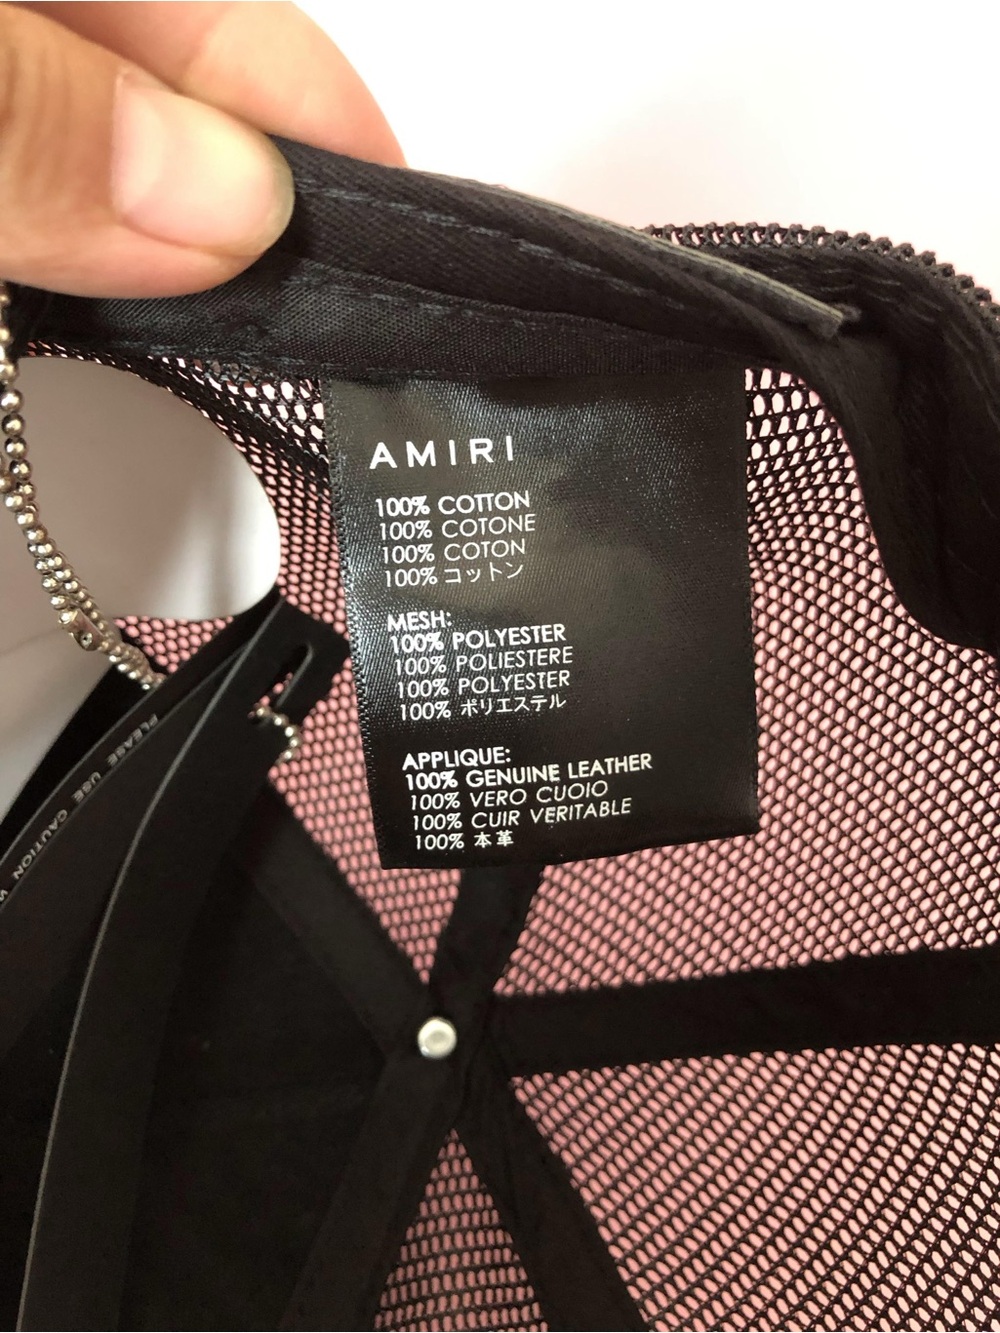 AMIRI
100% COTTON
100% COTONE
100% COTON
100% コットン
MESH:
100% POLYESTER
100% POLIESTERE
100% POLYESTER
100% ポリエステル
APPLIQUE:
100% GENUINE LEATHER
100% VERO CUOIO
100% CUIR VERITABLE
100% 本革
PLEASE USE CAUTION